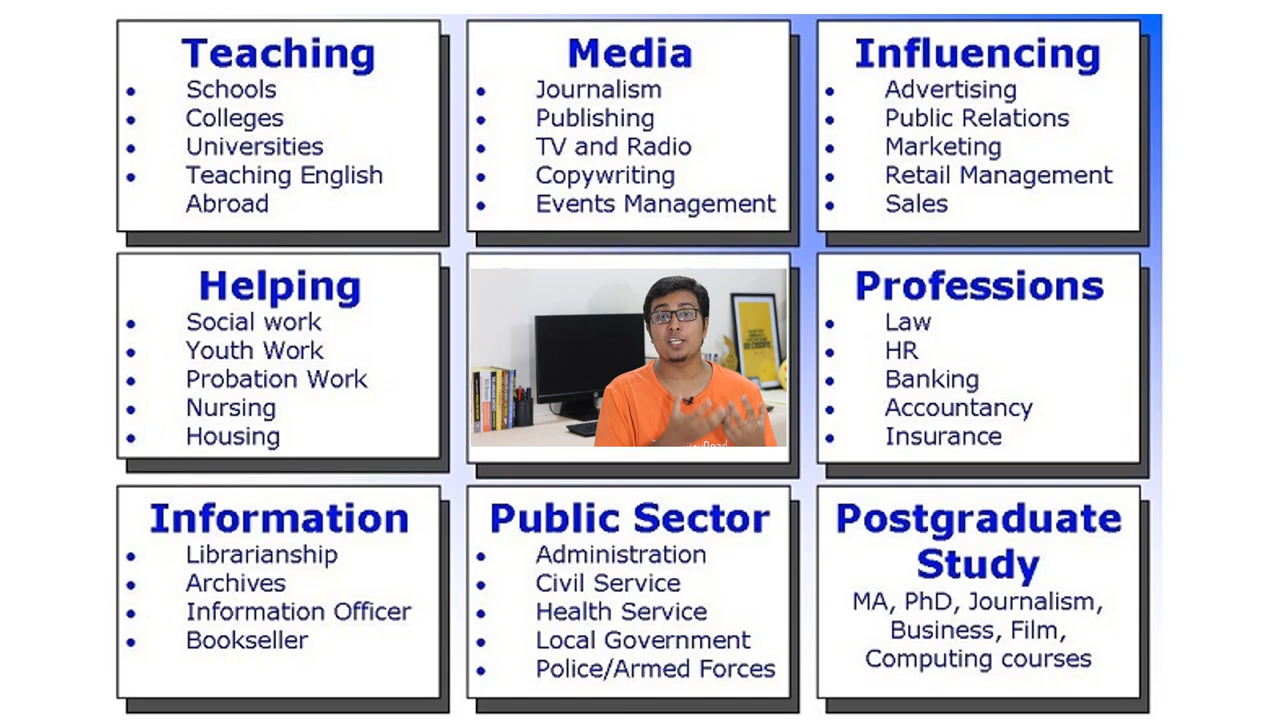 Teaching
• Schools
• Colleges
• Universities
• Teaching English
Abroad
Media
• Journalism
• Publishing
• TV and Radio
• Copywriting
• Events Management
Influencing
• Advertising
• Public Relations
• Marketing
• Retail Management
• Sales
Helping
• Social work
• Youth Work
• Probation Work
• Nursing
• Housing
Professions
• Law
• HR
• Banking
• Accountancy
• Insurance
Information
• Librarianship
• Archives
• Information Officer
• Bookseller
Public Sector
• Administration
• Civil Service
• Health Service
• Local Government
• Police/Armed Forces
Postgraduate
Study
MA, PhD, Journalism,
Business, Film,
Computing courses